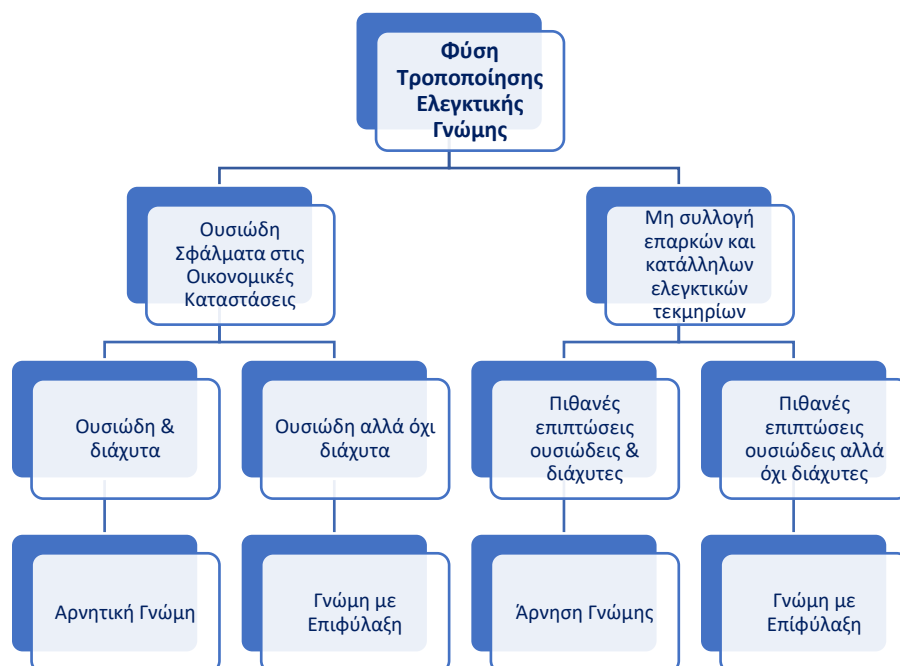 Φύση
Τροποποίησης
Ελεγκτικής
Γνώμης
Ουσιώδη
Σφάλματα στις
Οικονομικές
Καταστάσεις
Μη συλλογή
επαρκών και
κατάλληλων
ελεγκτικών
τεκμηρίων
Ουσιώδη &
διάχυτα
Ουσιώδη αλλά όχι
διάχυτα
Πιθανές
επιπτώσεις
ουσιώδεις &
διάχυτες
Πιθανές
επιπτώσεις
ουσιώδεις αλλά
όχι διάχυτες
Αρνητική Γνώμη
Γνώμη με
Επιφύλαξη
Άρνηση Γνώμης
Γνώμη με
Επίφύλαξη